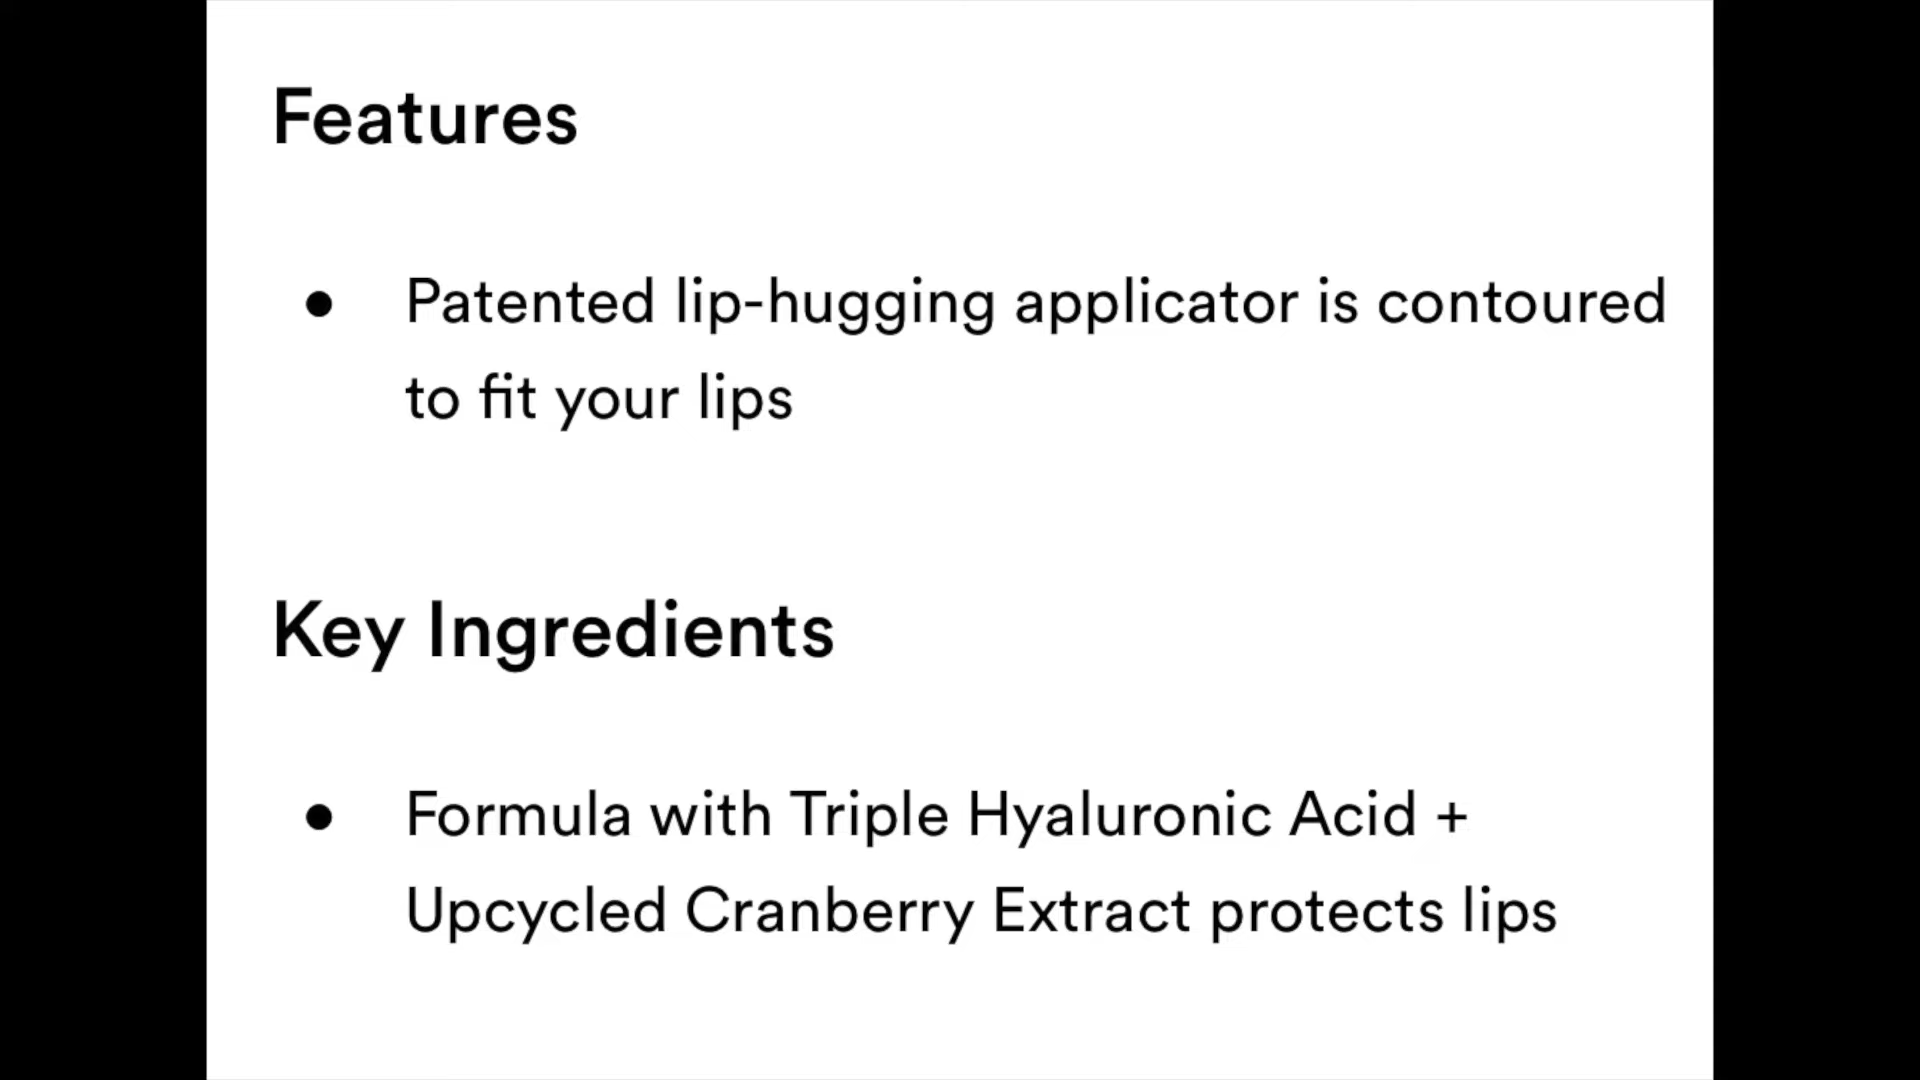 Features
● Patented lip-hugging applicator is contoured
to fit your lips
Key Ingredients
● Formula with Triple Hyaluronic Acid +
Upcycled Cranberry Extract protects lips